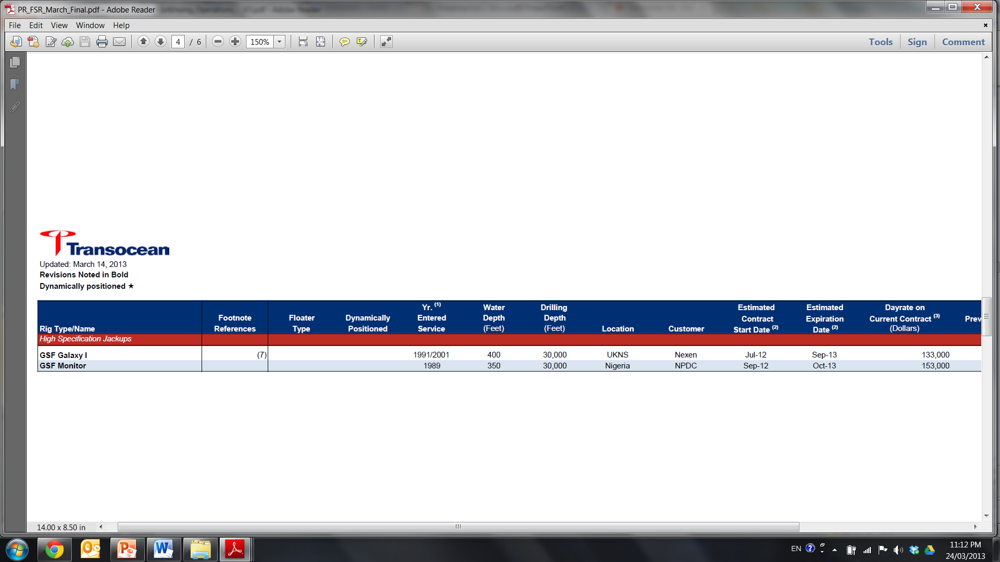 PR_FSR_March_Final.pdf - Adobe Reader
File Edit View Window Help
4 / 6 150% Tools Sign Comment
Transocean
Updated: March 14, 2013
Revisions Noted in Bold
Dynamically positioned ★
Yr. (1) Water Drilling Estimated Estimated Dayrate on
Footnote Floater Dynamically Entered Depth Depth Contract Expiration Current Contract (3) Prev
Rig Type/Name References Type Positioned Service (Feet) (Feet) Location Customer Start Date (2) Date (2) (Dollars)
High Specification Jackups
GSF Galaxy I (7) 1991/2001 400 30,000 UKNS Nexen Jul-12 Sep-13 133,000
GSF Monitor 1989 350 30,000 Nigeria NPDC Sep-12 Oct-13 153,000
14.00 x 8.50 in
EN 11:12 PM
24/03/2013